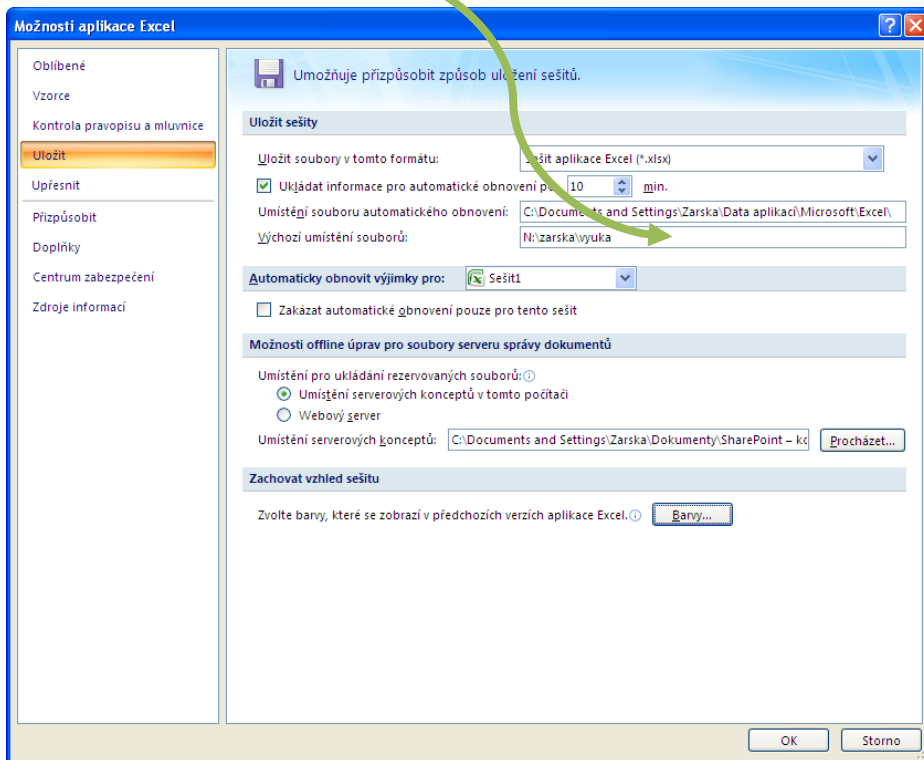 Možnosti aplikace Excel
Oblíbené
Vzorce
Kontrola pravopisu a mluvnice
Uložit
Upřesnit
Přizpůsobit
Doplňky
Centrum zabezpečení
Zdroje informací
Umožňuje přizpůsobit způsob uložení sešitů.
Uložit sešity
Uložit soubory v tomto formátu: Sešit aplikace Excel (*.xlsx)
Ukládat informace pro automatické obnovení po 10 min.
Umístění souboru automatického obnovení: C:\Documents and Settings\Zarska\Data aplikací\Microsoft\Excel\
Výchozí umístění souborů: N:\zarska\vyuka
Automaticky obnovit výjimky pro: Sešit1
Zakázat automatické obnovení pouze pro tento sešit
Možnosti offline úprav pro soubory serveru správy dokumentů
Umístění pro ukládání rezervovaných souborů:
Umístění serverových konceptů v tomto počítači
Webový server
Umístění serverových konceptů: C:\Documents and Settings\Zarska\Dokumenty\SharePoint – kc Procházet...
Zachovat vzhled sešitu
Zvolte barvy, které se zobrazí v předchozích verzích aplikace Excel. Barvy...
OK Storno